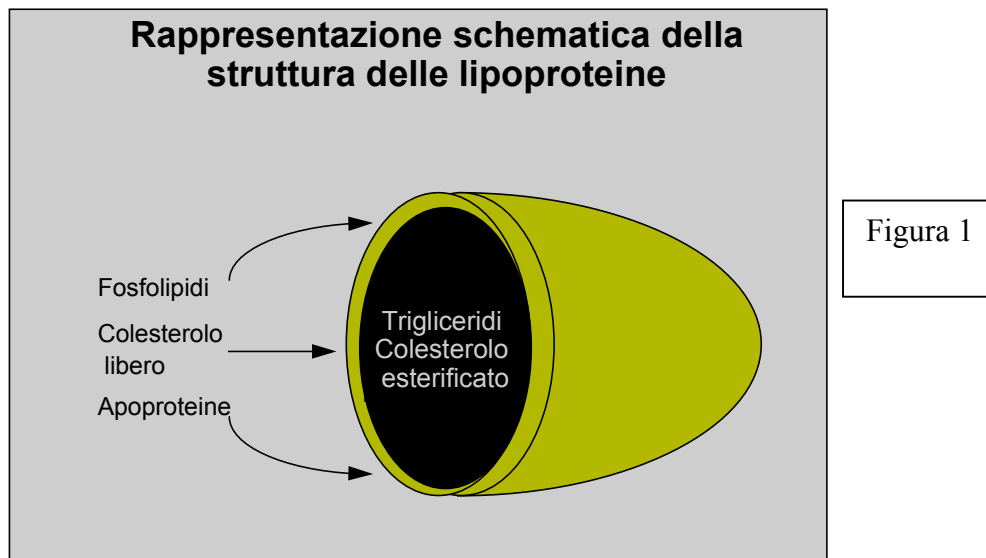 Rappresentazione schematica della
struttura delle lipoproteine
Fosfolipidi
Colesterolo
libero
Apoproteine
Trigliceridi
Colesterolo
esterificato
Figura 1